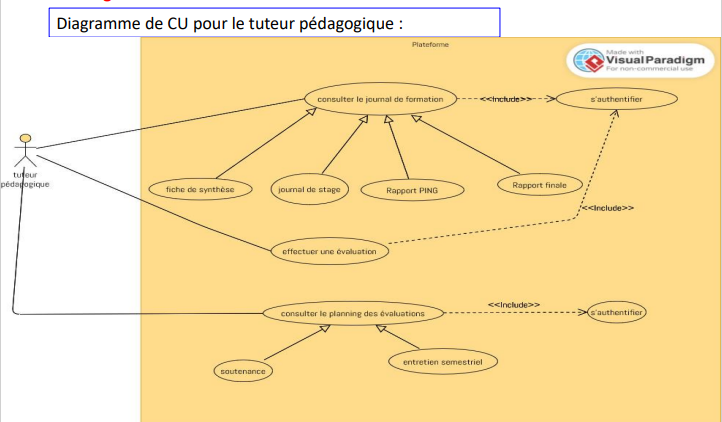 Diagramme de CU pour le tuteur pédagogique :
Plateforme
Made with
Visual Paradigm
For non-commercial use
consulter le journal de formation
<<Include>>
s'authentifier
tuteur
pédagogique
fiche de synthèse
journal de stage
Rapport PING
Rapport finale
<<Include>>
effectuer une évaluation
<<Include>>
consulter le planning des évaluations
s'authentifier
soutenance
entretien semestriel